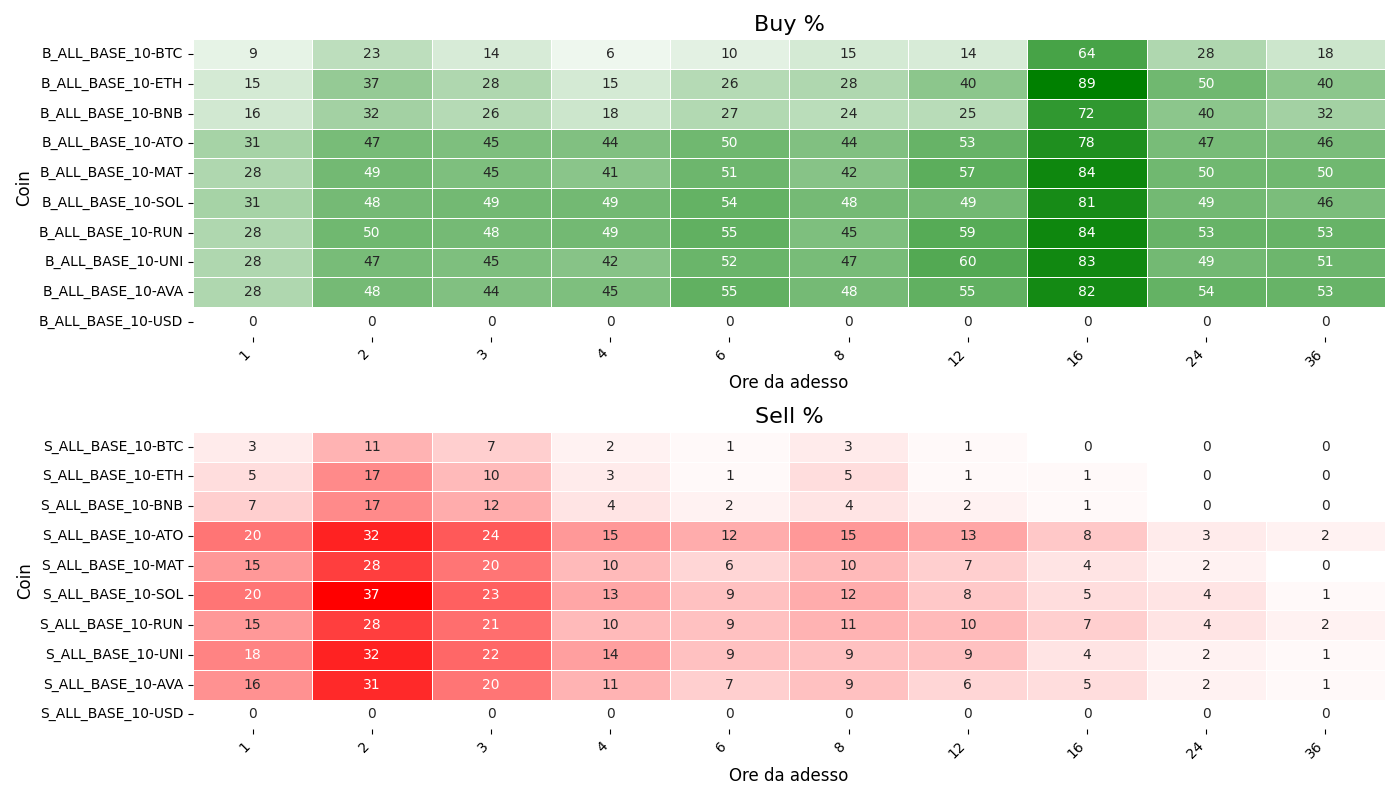 Buy %
Coin
B_ALL_BASE_10-BTC 9 23 14 6 10 15 14 64 28 18
B_ALL_BASE_10-ETH 15 37 28 15 26 28 40 89 50 40
B_ALL_BASE_10-BNB 16 32 26 18 27 24 25 72 40 32
B_ALL_BASE_10-ATO 31 47 45 44 50 44 53 78 47 46
B_ALL_BASE_10-MAT 28 49 45 41 51 42 57 84 50 50
B_ALL_BASE_10-SOL 31 48 49 49 54 48 49 81 49 46
B_ALL_BASE_10-RUN 28 50 48 49 55 45 59 84 53 53
B_ALL_BASE_10-UNI 28 47 45 42 52 47 60 83 49 51
B_ALL_BASE_10-AVA 28 48 44 45 55 48 55 82 54 53
B_ALL_BASE_10-USD 0 0 0 0 0 0 0 0 0 0
1 2 3 4 6 8 12 16 24 36
Ore da adesso
Sell %
Coin
S_ALL_BASE_10-BTC 3 11 7 2 1 3 1 0 0 0
S_ALL_BASE_10-ETH 5 17 10 3 1 5 1 1 0 0
S_ALL_BASE_10-BNB 7 17 12 4 2 4 2 1 0 0
S_ALL_BASE_10-ATO 20 32 24 15 12 15 13 8 3 2
S_ALL_BASE_10-MAT 15 28 20 10 6 10 7 4 2 0
S_ALL_BASE_10-SOL 20 37 23 13 9 12 8 5 4 1
S_ALL_BASE_10-RUN 15 28 21 10 9 11 10 7 4 2
S_ALL_BASE_10-UNI 18 32 22 14 9 9 9 4 2 1
S_ALL_BASE_10-AVA 16 31 20 11 7 9 6 5 2 1
S_ALL_BASE_10-USD 0 0 0 0 0 0 0 0 0 0
1 2 3 4 6 8 12 16 24 36
Ore da adesso